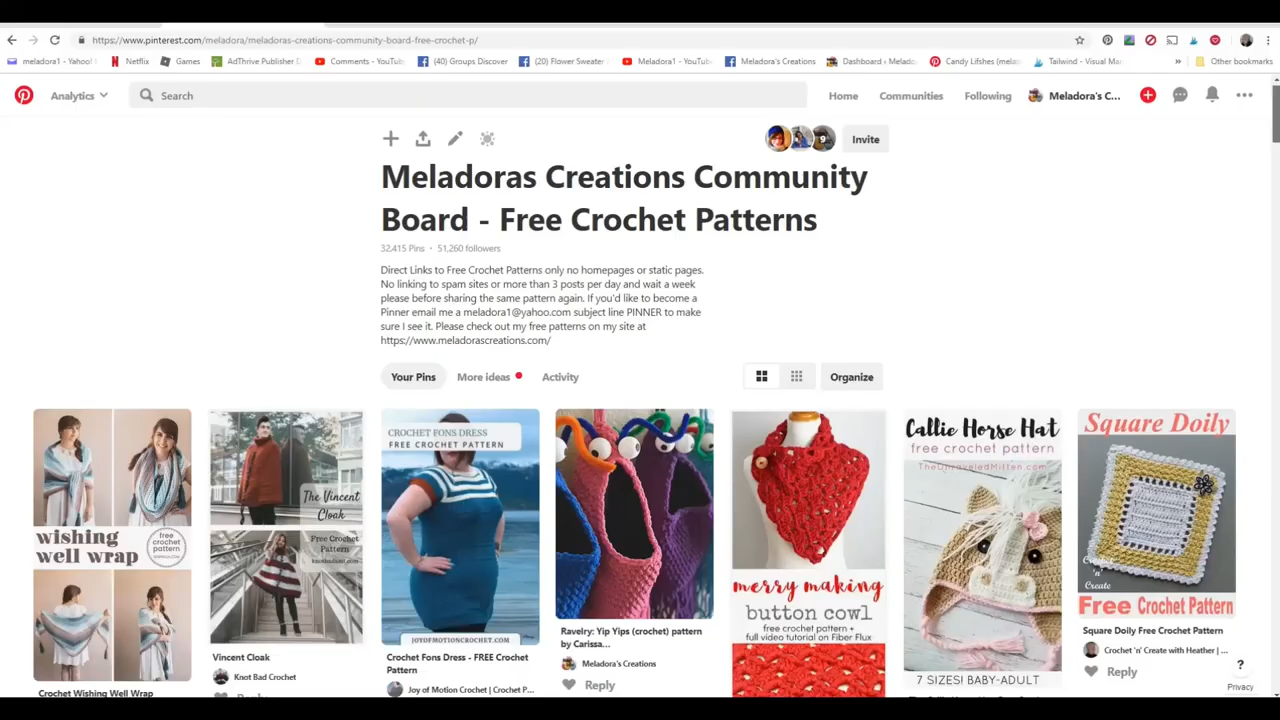 https://www.pinterest.com/meladora/meladoras-creations-community-board-free-crochet-p/
meladora1 - Yahoo!
Netflix
Games
AdThrive Publisher D
Comments - YouTu
(40) Groups Discover
(20) Flower Sweater
Meladora1 - YouTub
Meladora's Creations
Dashboard ‹ Melado
Candy Lifshes (mela
Tailwind - Visual Ma
»
Other bookmarks
Analytics
Search
Home
Communities
Following
Meladora's C...
9
Invite
Meladoras Creations Community
Board - Free Crochet Patterns
32,415 Pins • 51,260 followers
Direct Links to Free Crochet Patterns only no homepages or static pages.
No linking to spam sites or more than 3 posts per day and wait a week
please before sharing the same pattern again. If you'd like to become a
Pinner email me a meladora1@yahoo.com subject line PINNER to make
sure I see it. Please check out my free patterns on my site at
https://www.meladorascreations.com/
Your Pins
More ideas
Activity
Organize
wishing
well wrap
free
crochet
pattern
Crochet Wishing Well Wrap
The Vincent
Cloak
Free Crochet
Pattern
Vincent Cloak
Knot Bad Crochet
Reply
CROCHET FONS DRESS
FREE CROCHET PATTERN
JOYOFMOTIONCROCHET.COM
Crochet Fons Dress - FREE Crochet
Pattern
Joy of Motion Crochet | Crochet P...
Ravelry: Yip Yips (crochet) pattern
by Carissa...
Meladora's Creations
Reply
merry making
button cowl
free crochet pattern +
full video tutorial on Fiber Flux
Callie Horse Hat
free crochet pattern
TheUnraveledMitten.com
7 SIZES! BABY-ADULT
Square Doily
Crochet
'n'
Create
Free Crochet Pattern
Square Doily Free Crochet Pattern
Crochet 'n' Create with Heather | ...
Reply
?
Privacy